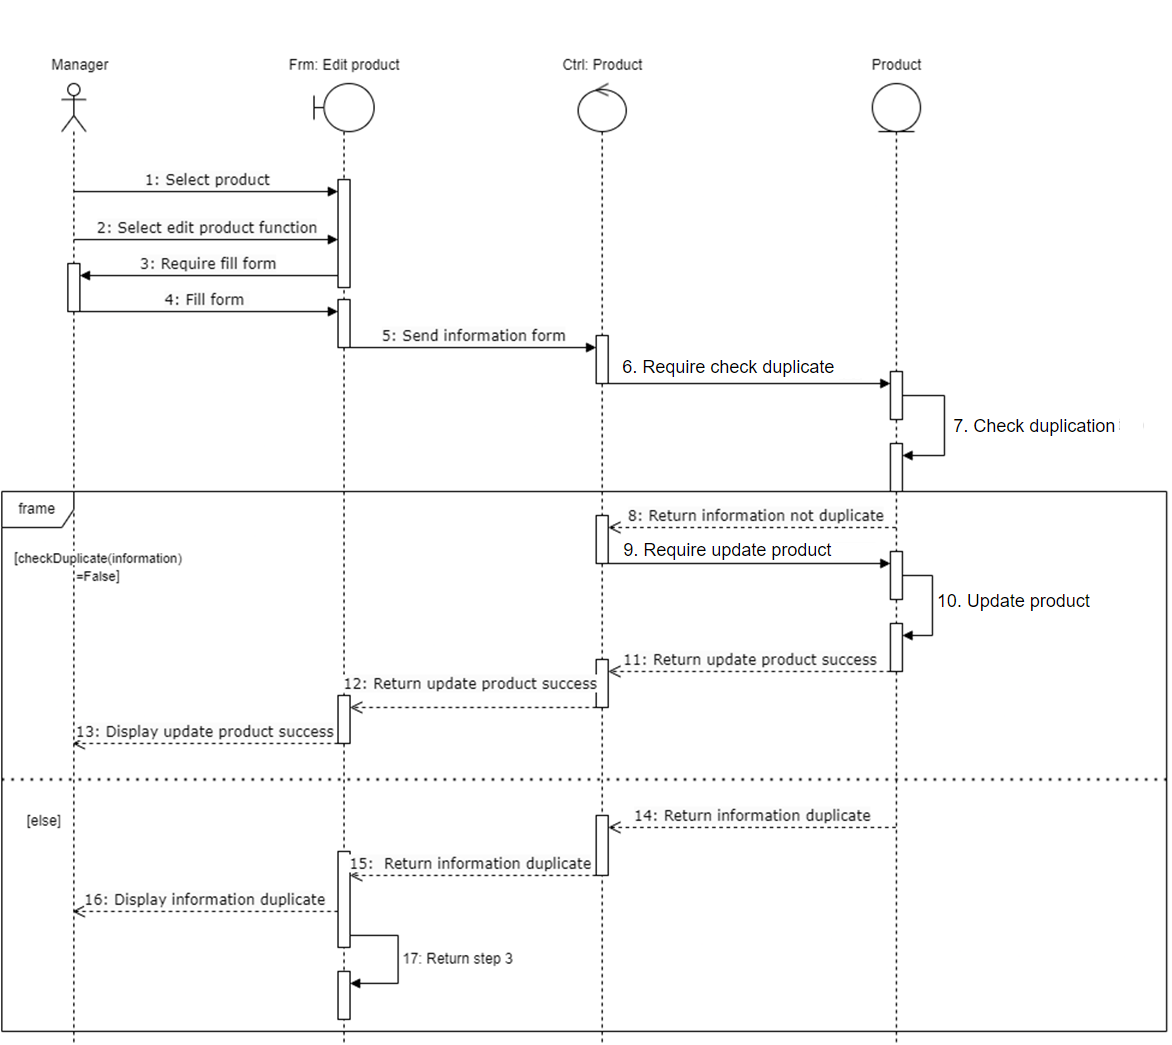 Manager
Frm: Edit product
Ctrl: Product
Product
1: Select product
2: Select edit product function
3: Require fill form
4: Fill form
5: Send information form
6. Require check duplicate
7. Check duplication
frame
8: Return information not duplicate
[checkDuplicate(information)
=False]
9. Require update product
10. Update product
11: Return update product success
12: Return update product success
13: Display update product success
[else]
14: Return information duplicate
15: Return information duplicate
16: Display information duplicate
17: Return step 3